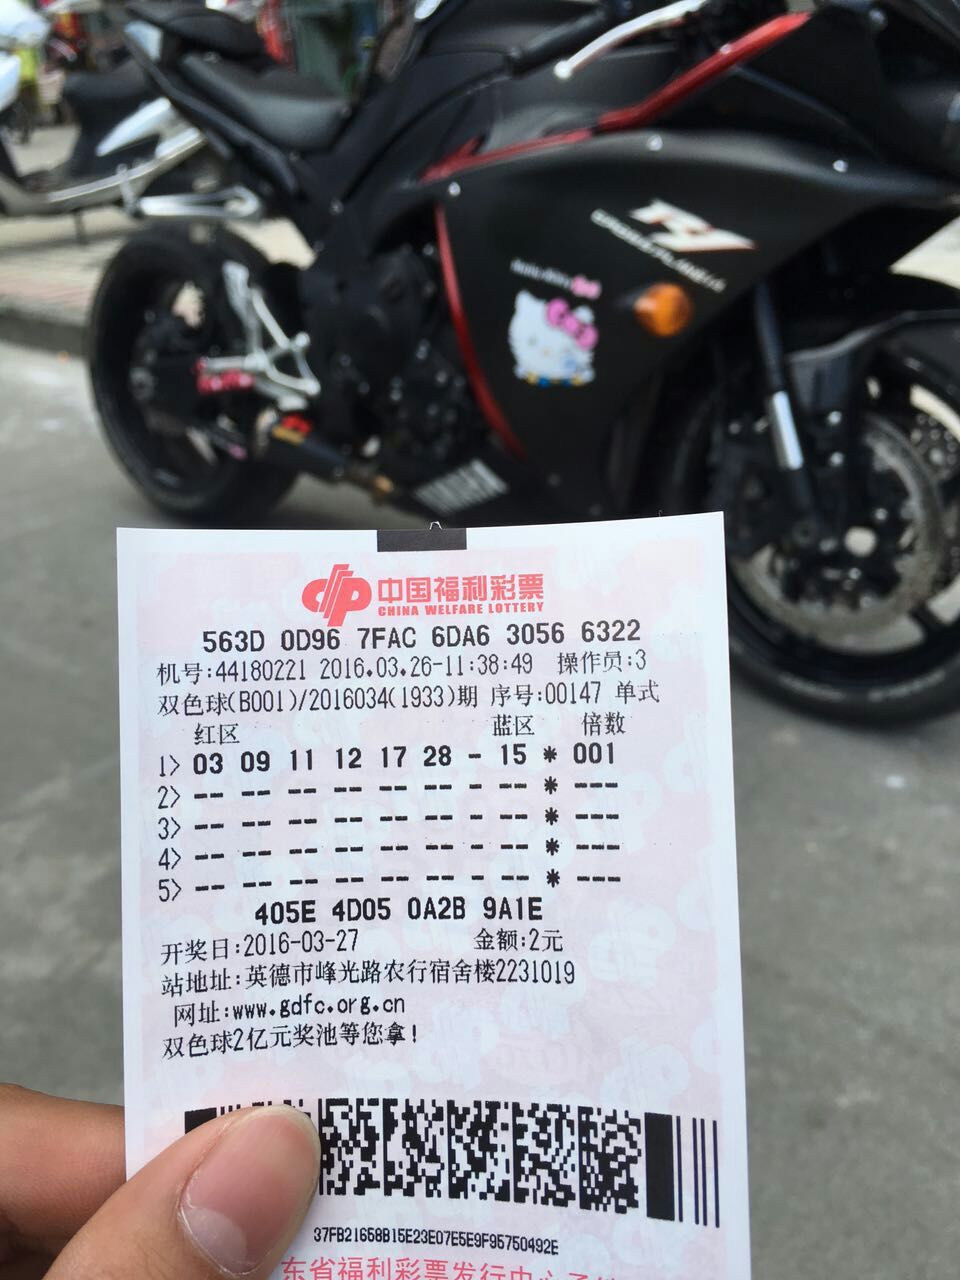 R1
中国福利彩票
CHINA WELFARE LOTTERY
563D 0D96 7FAC 6DA6 3056 6322
机号:44180221 2016.03.26-11:38:49 操作员:3
双色球(B001)/2016034(1933)期 序号:00147 单式
红区 蓝区 倍数
1> 03 09 11 12 17 28 - 15 * 001
2> -- -- -- -- -- -- - -- * ---
3> -- -- -- -- -- -- - -- * ---
4> -- -- -- -- -- -- - -- * ---
5> -- -- -- -- -- -- - -- * ---
405E 4D05 0A2B 9A1E
开奖日:2016-03-27 金额:2元
站地址:英德市峰光路农行宿舍楼2231019
网址:www.gdfc.org.cn
双色球2亿元奖池等您拿!
37FB21658B15E23E07E5E9F95750492E
东省福利彩票发行中心